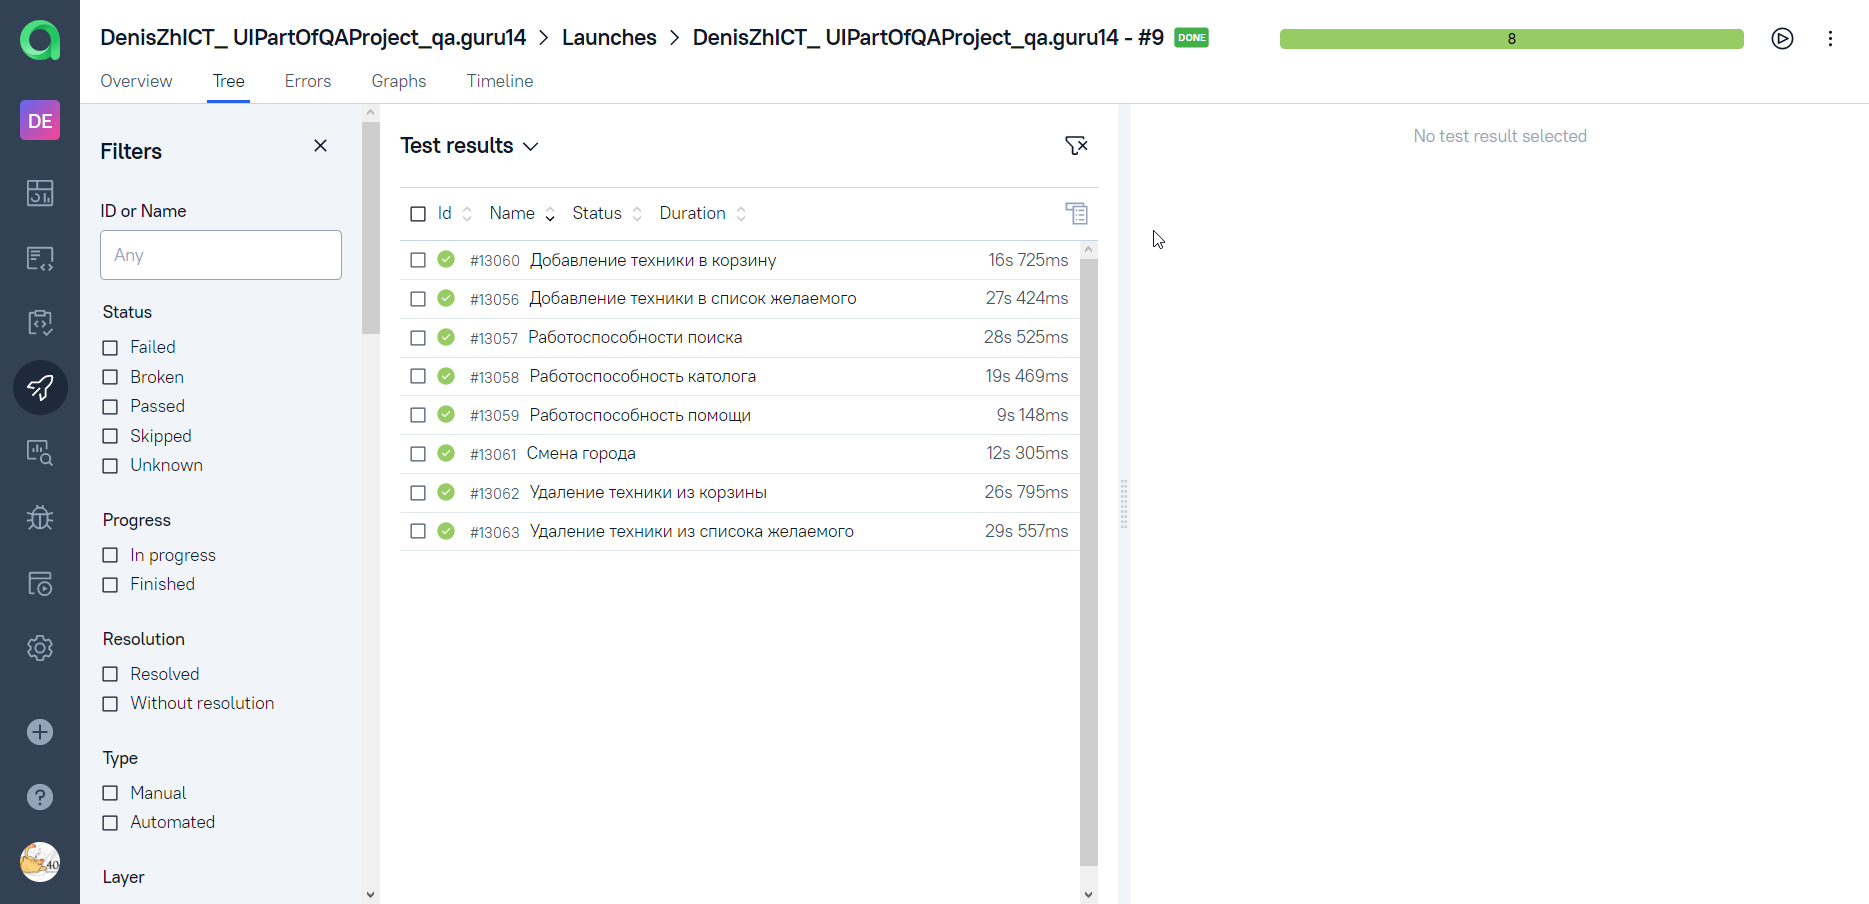 DenisZhICT_ UIPartOfQAProject_qa.guru14 > Launches > DenisZhICT_ UIPartOfQAProject_qa.guru14 - #9 DONE
8
Overview Tree Errors Graphs Timeline
DE
Filters
ID or Name
Any
Status
Failed
Broken
Passed
Skipped
Unknown
Progress
In progress
Finished
Resolution
Resolved
Without resolution
Type
Manual
Automated
Layer
40
Test results
Id Name Status Duration
#13060 Добавление техники в корзину 16s 725ms
#13056 Добавление техники в список желаемого 27s 424ms
#13057 Работоспособности поиска 28s 525ms
#13058 Работоспособность католога 19s 469ms
#13059 Работоспособность помощи 9s 148ms
#13061 Смена города 12s 305ms
#13062 Удаление техники из корзины 26s 795ms
#13063 Удаление техники из списока желаемого 29s 557ms
No test result selected